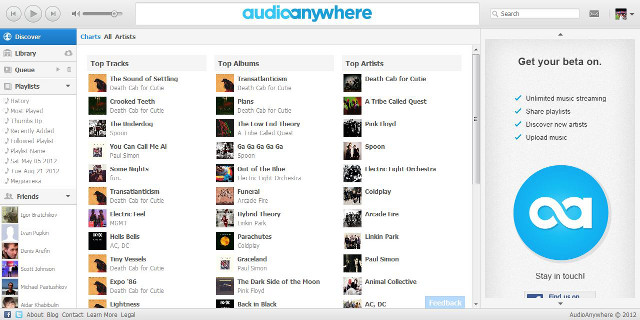 audioanywhere
Search
Discover
Library
Queue
Playlists
History
Most Played
Thumbs Up
Recently Added
Followed Playlist
Playlist Name
Sat May 05 2012
Tue Aug 21 2012
Медиатека
Friends
Igor Bratchikov
Ivan Pupkin
Denis Arefin
Scott Johnson
Michael Pastushkov
Aidar Khabibulin
Charts All Artists
Top Tracks
The Sound of Settling
Death Cab for Cutie
Crooked Teeth
Death Cab for Cutie
The Underdog
Spoon
You Can Call Me Al
Paul Simon
Some Nights
fun.
Transatlanticism
Death Cab for Cutie
Electric Feel
MGMT
Hells Bells
AC, DC
Tiny Vessels
Death Cab for Cutie
Expo '86
Death Cab for Cutie
Lightness
Top Albums
Transatlanticism
Death Cab for Cutie
Plans
Death Cab for Cutie
The Low End Theory
A Tribe Called Quest
Ga Ga Ga Ga Ga
Spoon
Out of the Blue
Electric Light Orchestra
Funeral
Arcade Fire
Hybrid Theory
Linkin Park
Parachutes
Coldplay
Graceland
Paul Simon
The Dark Side of the Moon
Pink Floyd
Back in Black
Top Artists
Death Cab for Cutie
A Tribe Called Quest
Pink Floyd
Spoon
Electric Light Orchestra
Coldplay
Arcade Fire
Linkin Park
Paul Simon
Animal Collective
AC, DC
Feedback
Get your beta on.
Unlimited music streaming
Share playlists
Discover new artists
Upload music
Stay in touch!
Find us on
About Blog Contact Learn More Legal
AudioAnywhere © 2012